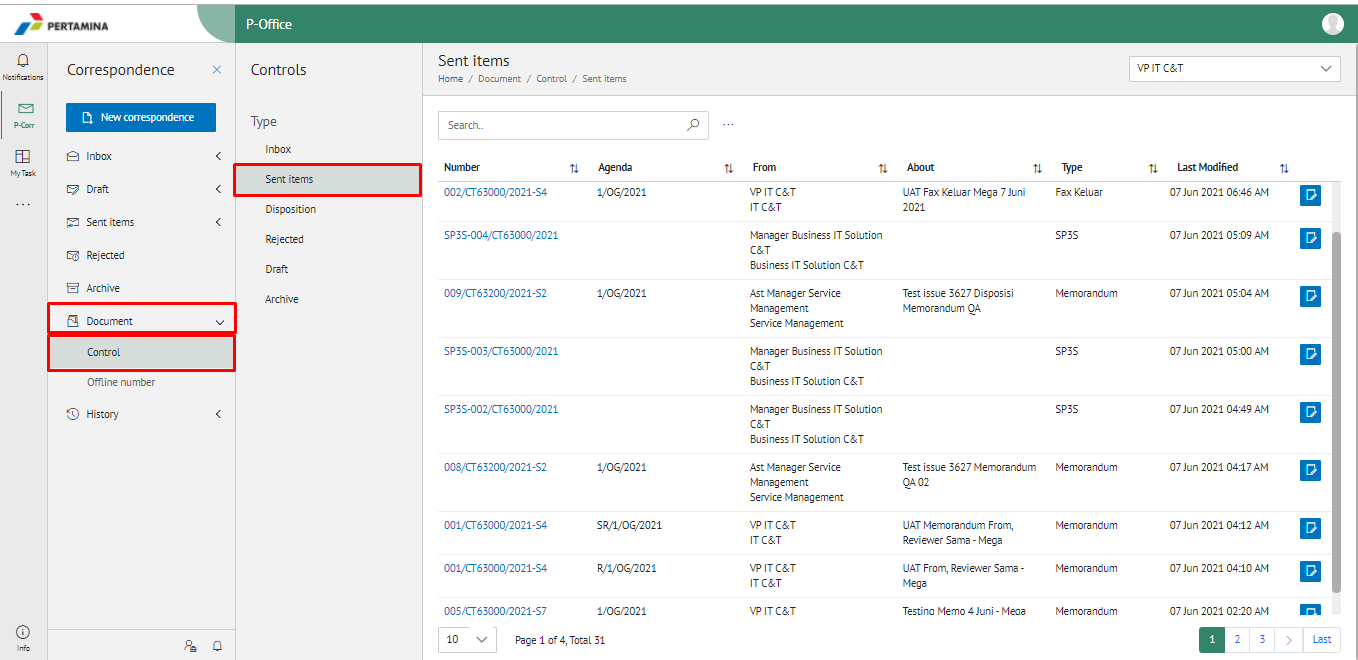 PERTAMINA
P-Office
Notifications
P-Corr
My Task
...
Info
Correspondence
New correspondence
Inbox
Draft
Sent items
Rejected
Archive
Document
Control
Offline number
History
Controls
Type
Inbox
Sent items
Disposition
Rejected
Draft
Archive
Sent items
Home / Document / Control / Sent items
VP IT C&T
Search..
...
Number Agenda From About Type Last Modified
002/CT63000/2021-S4 1/OG/2021 VP IT C&T UAT Fax Keluar Mega 7 Juni Fax Keluar 07 Jun 2021 06:46 AM
IT C&T 2021
SP3S-004/CT63000/2021 Manager Business IT Solution SP3S 07 Jun 2021 05:09 AM
C&T
Business IT Solution C&T
009/CT63200/2021-S2 1/OG/2021 Ast Manager Service Test issue 3627 Disposisi Memorandum 07 Jun 2021 05:04 AM
Management Memorandum QA
Service Management
SP3S-003/CT63000/2021 Manager Business IT Solution SP3S 07 Jun 2021 05:00 AM
C&T
Business IT Solution C&T
SP3S-002/CT63000/2021 Manager Business IT Solution SP3S 07 Jun 2021 04:49 AM
C&T
Business IT Solution C&T
008/CT63200/2021-S2 1/OG/2021 Ast Manager Service Test issue 3627 Memorandum Memorandum 07 Jun 2021 04:17 AM
Management QA 02
Service Management
001/CT63000/2021-S4 SR/1/OG/2021 VP IT C&T UAT Memorandum From, Memorandum 07 Jun 2021 04:12 AM
IT C&T Reviewer Sama - Mega
001/CT63000/2021-S4 R/1/OG/2021 VP IT C&T UAT From, Reviewer Sama - Memorandum 07 Jun 2021 04:10 AM
IT C&T Mega
005/CT63000/2021-S7 1/OG/2021 VP IT C&T Testing Memo 4 Juni - Mega Memorandum 07 Jun 2021 02:20 AM
10 Page 1 of 4, Total 31 1 2 3 > Last